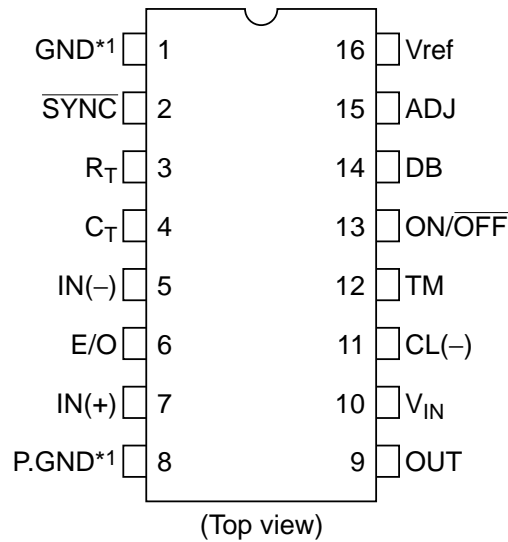 GND*1 1 16 Vref
SYNC 2 15 ADJ
RT 3 14 DB
CT 4 13 ON/OFF
IN(−) 5 12 TM
E/O 6 11 CL(−)
IN(+) 7 10 VIN
P.GND*1 8 9 OUT
(Top view)